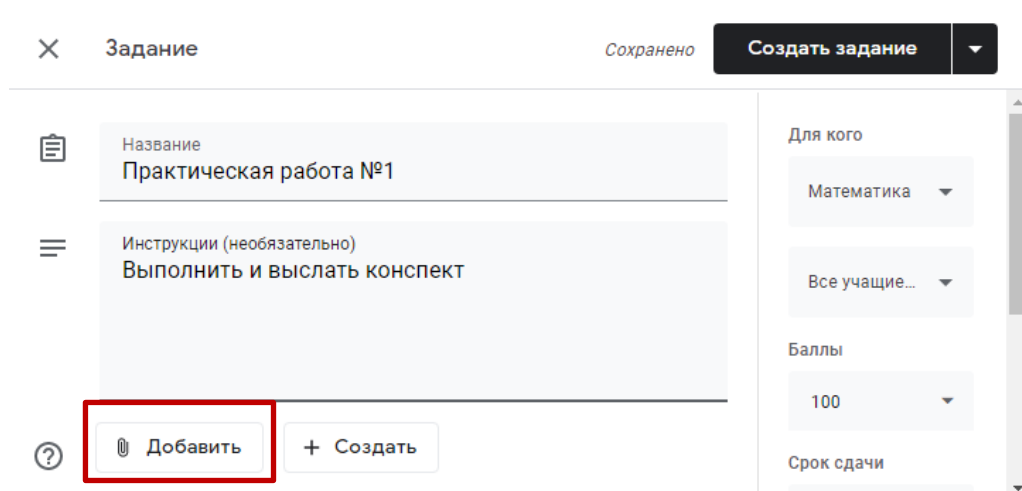 Задание
Сохранено
Создать задание
Название
Практическая работа №1
Инструкции (необязательно)
Выполнить и выслать конспект
Добавить
+ Создать
Для кого
Математика
Все учащие...
Баллы
100
Срок сдачи